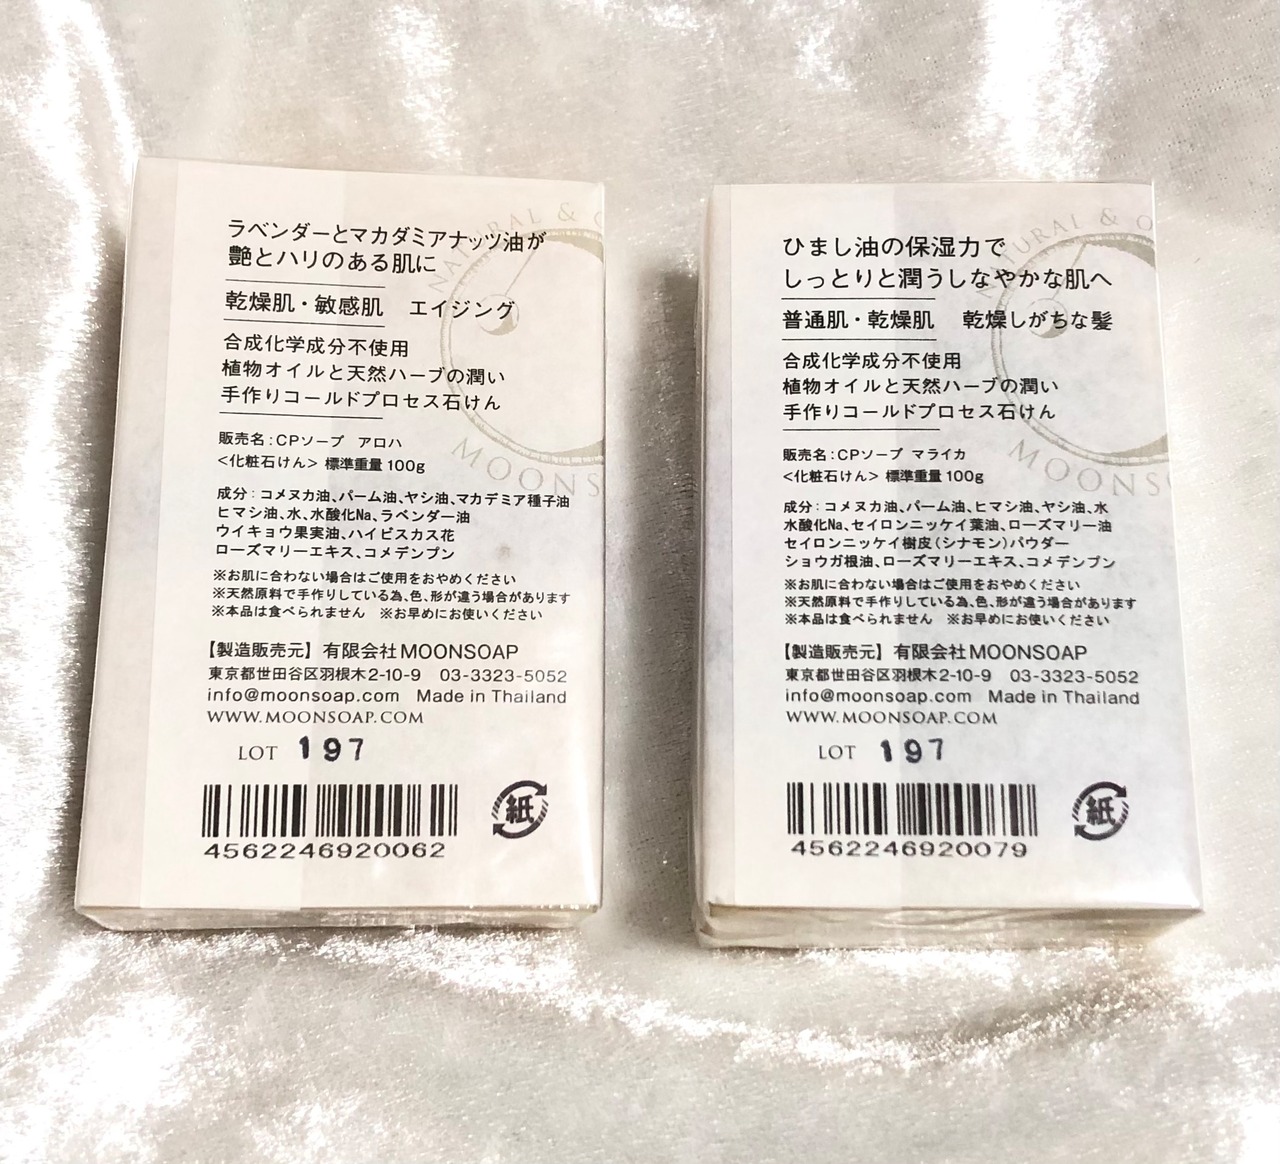 ラベンダーとマカダミアナッツ油が
艶とハリのある肌に
乾燥肌・敏感肌 エイジング
合成化学成分不使用
植物オイルと天然ハーブの潤い
手作りコールドプロセス石けん
販売名:CPソープ アロハ
<化粧石けん> 標準重量100g
成分:コメヌカ油、パーム油、ヤシ油、マカデミア種子油
ヒマシ油、水、水酸化Na、ラベンダー油
ウイキョウ果実油、ハイビスカス花
ローズマリーエキス、コメデンプン
※お肌に合わない場合はご使用をおやめください
※天然原料で手作りしている為、色、形が違う場合があります
※本品は食べられません ※お早めにお使いください
【製造販売元】有限会社MOONSOAP
東京都世田谷区羽根木2-10-9 03-3323-5052
info@moonsoap.com Made in Thailand
WWW.MOONSOAP.COM
LOT 197
4562246920062
紙
NATURAL & O
MOONS
ひまし油の保湿力で
しっとりと潤うしなやかな肌へ
普通肌・乾燥肌 乾燥しがちな髪
合成化学成分不使用
植物オイルと天然ハーブの潤い
手作りコールドプロセス石けん
販売名:CPソープ マライカ
<化粧石けん> 標準重量100g
成分:コメヌカ油、パーム油、ヒマシ油、ヤシ油、水
水酸化Na、セイロンニッケイ葉油、ローズマリー油
セイロンニッケイ樹皮(シナモン)パウダー
ショウガ根油、ローズマリーエキス、コメデンプン
※お肌に合わない場合はご使用をおやめください
※天然原料で手作りしている為、色、形が違う場合があります
※本品は食べられません ※お早めにお使いください
【製造販売元】有限会社MOONSOAP
東京都世田谷区羽根木2-10-9 03-3323-5052
info@moonsoap.com Made in Thailand
WWW.MOONSOAP.COM
LOT 197
4562246920079
紙
NATURAL & O
MOONS